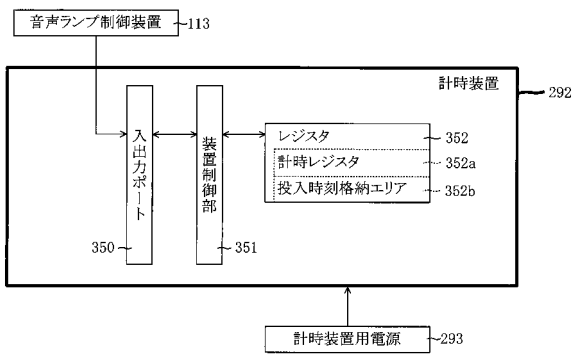 音声ランプ制御装置
113
計時装置
292
入出力ポート
350
装置制御部
351
レジスタ
352
計時レジスタ
352a
投入時刻格納エリア
352b
計時装置用電源
293